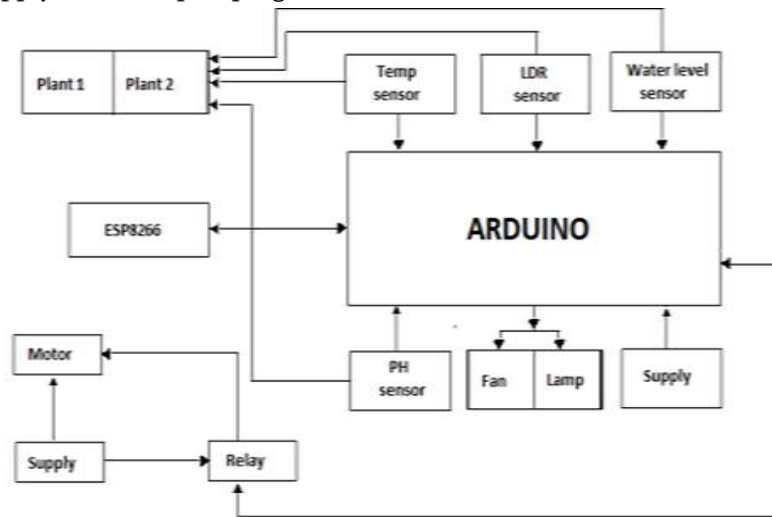 Plant 1
Plant 2
Temp
sensor
LDR
sensor
Water level
sensor
ESP8266
ARDUINO
Motor
PH
sensor
Fan
Lamp
Supply
Supply
Relay